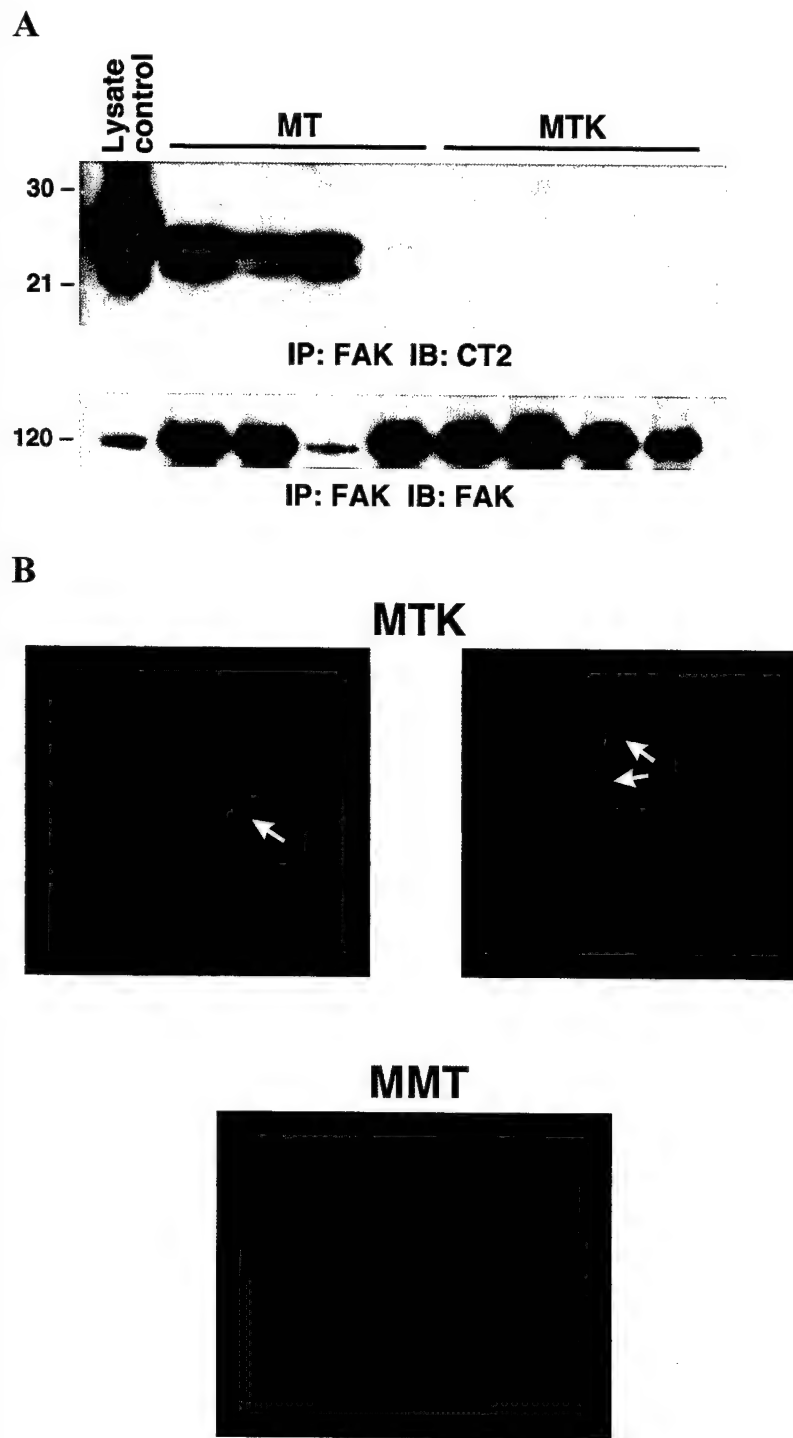 A
Lysate control
MT MTK
30 –
21 –
IP: FAK IB: CT2
120 –
IP: FAK IB: FAK
B
MTK
MMT